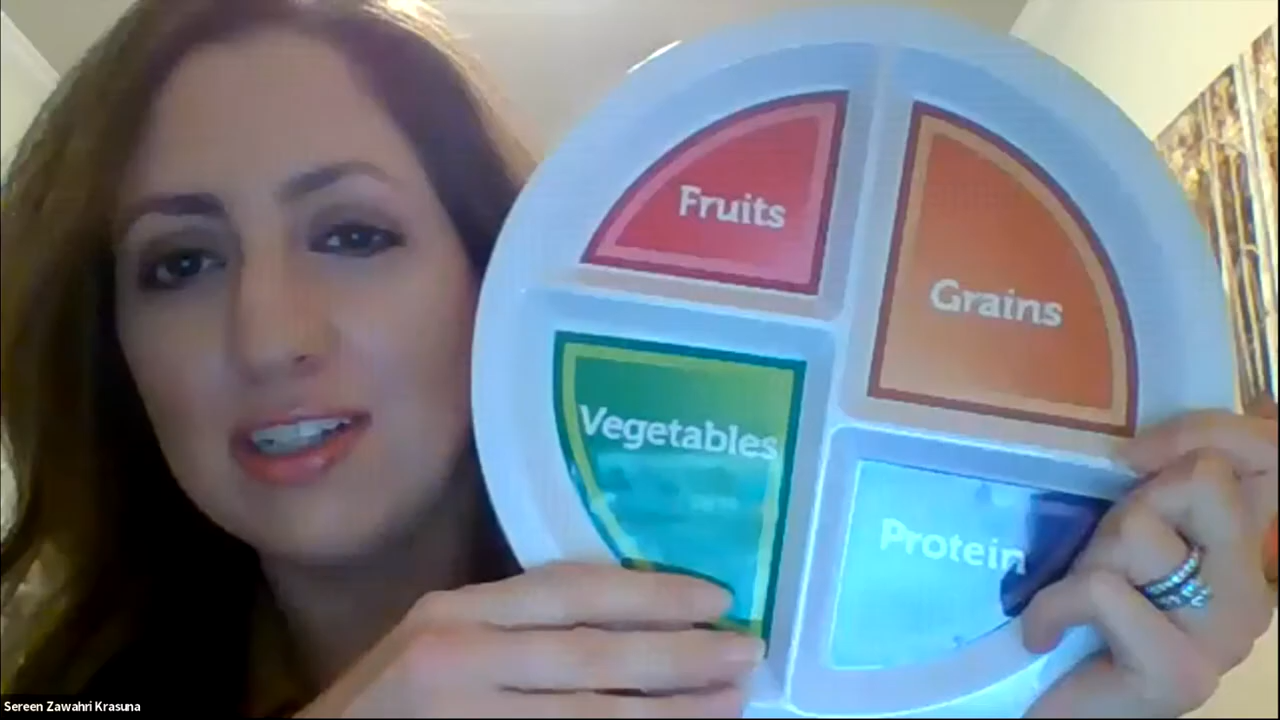 Fruits
Grains
Vegetables
Protein
Sereen Zawahri Krasuna